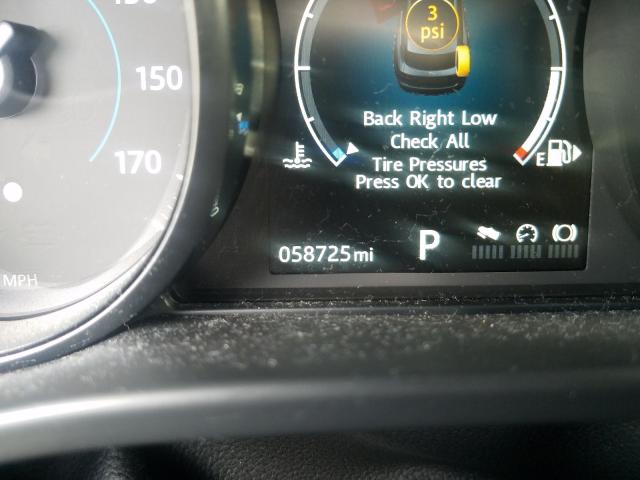 150
170
MPH
3
psi
Back Right Low
Check All
Tire Pressures
Press OK to clear
E
058725mi
P